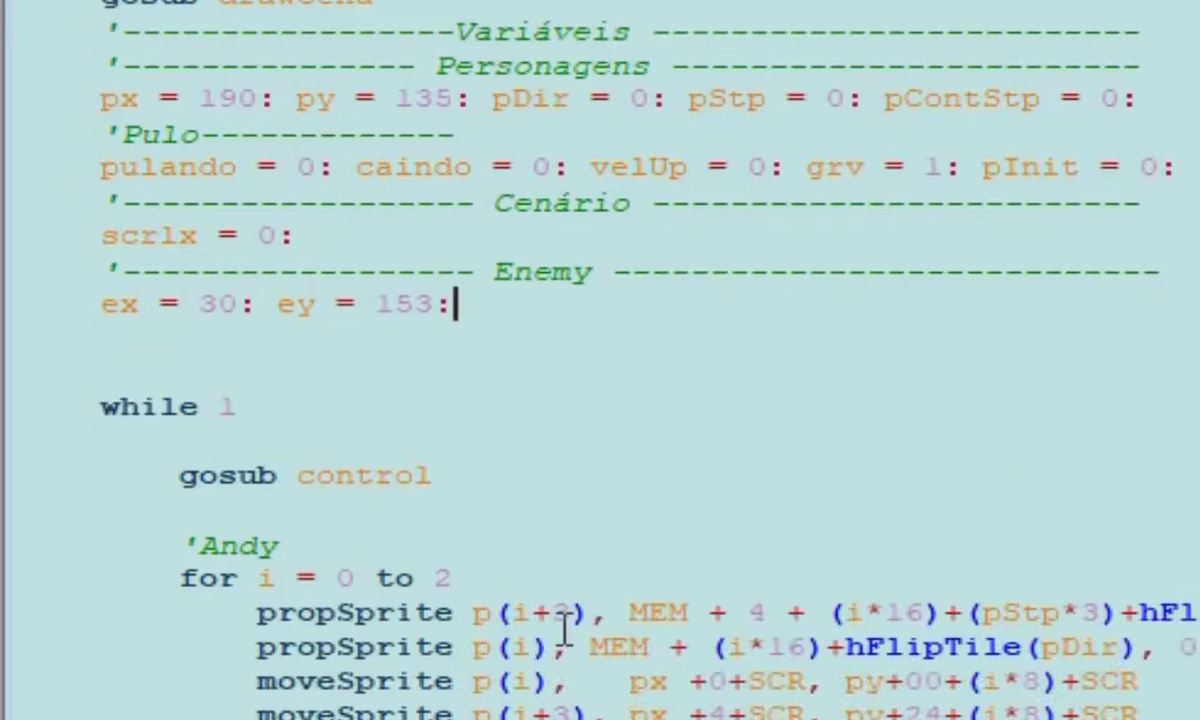 gosub drawcena
'-----------------Variáveis -------------------------
'--------------- Personagens ------------------------
px = 190: py = 135: pDir = 0: pStp = 0: pContStp = 0:
'Pulo-------------
pulando = 0: caindo = 0: velUp = 0: grv = 1: pInit = 0:
'------------------ Cenário -------------------------
scrlx = 0:
'------------------ Enemy ----------------------------
ex = 30: ey = 153:
while 1
gosub control
'Andy
for i = 0 to 2
propSprite p(i+3), MEM + 4 + (i*16)+(pStp*3)+hFl
propSprite p(i), MEM + (i*16)+hFlipTile(pDir), 0
moveSprite p(i), px +0+SCR, py+00+(i*8)+SCR
moveSprite p(i+3), px +4+SCR, py+24+(i*8)+SCR